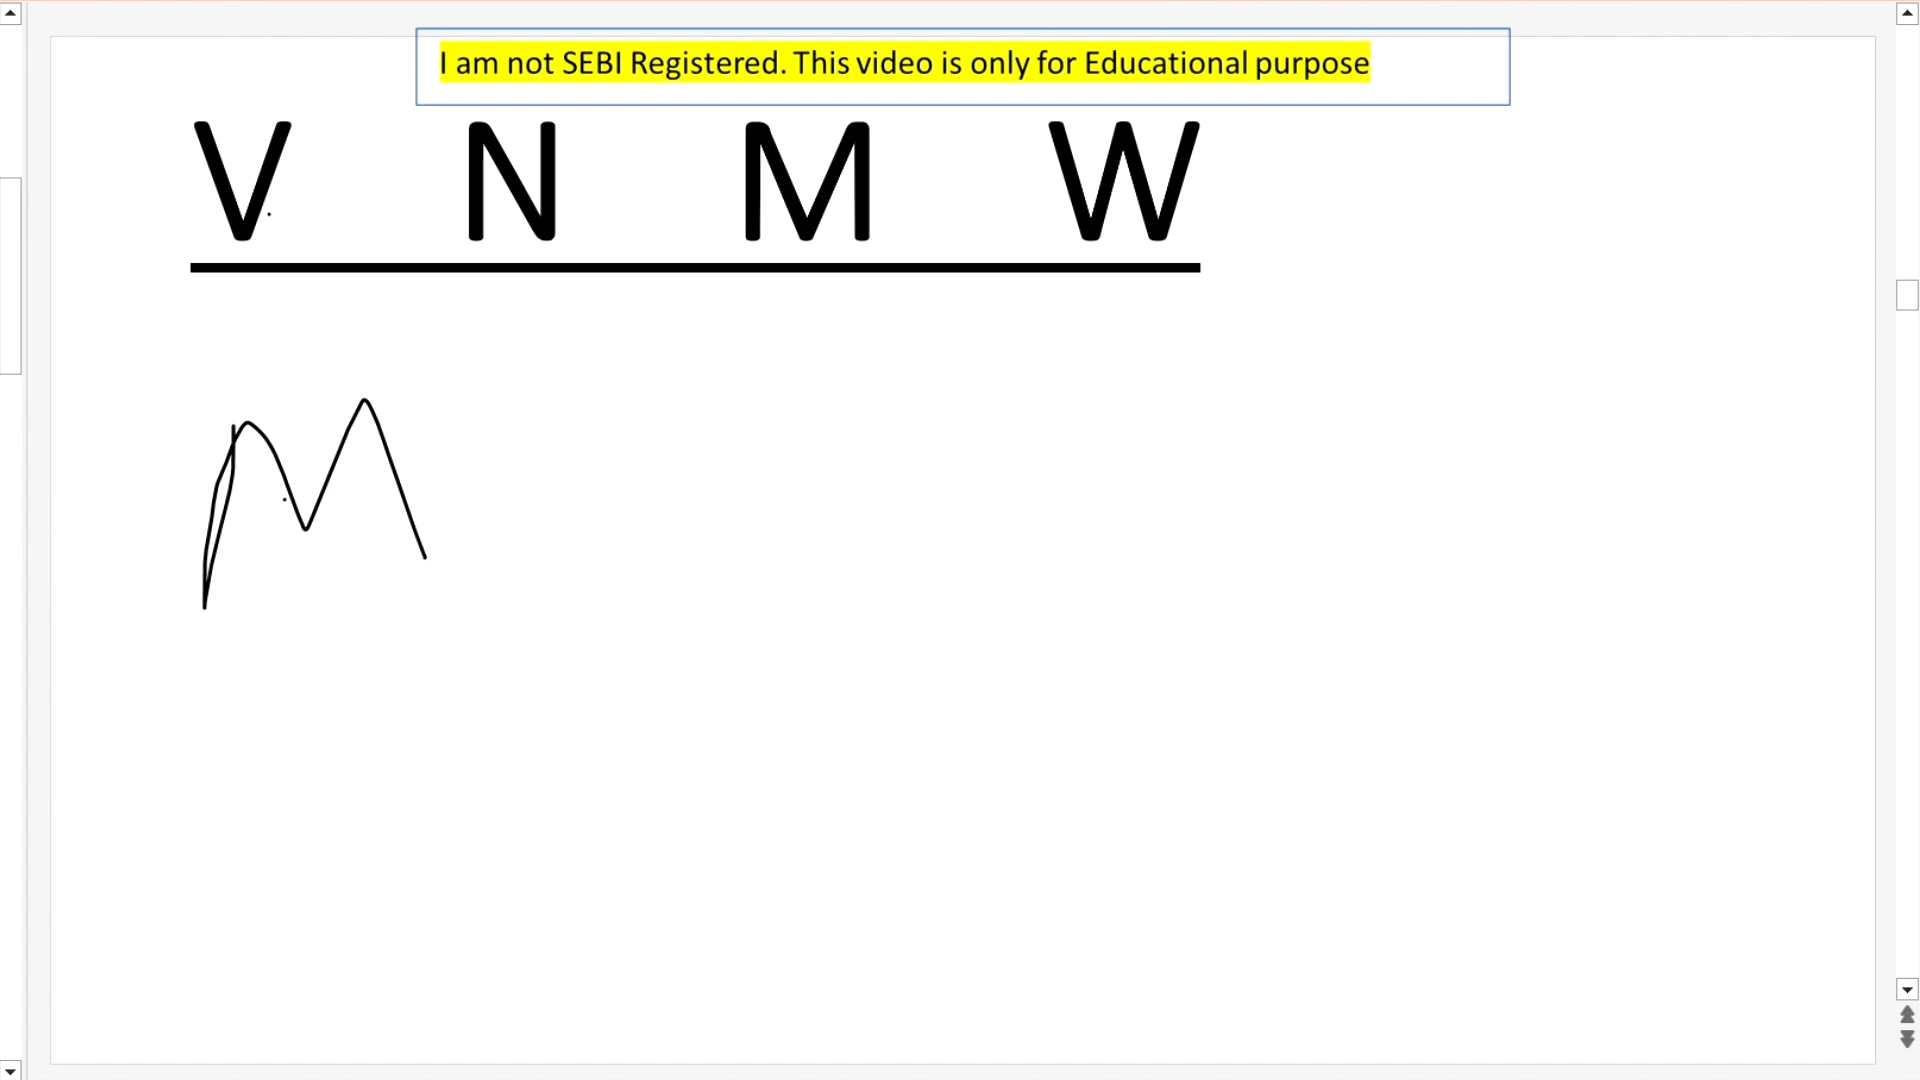 I am not SEBI Registered. This video is only for Educational purpose
V N M W
M